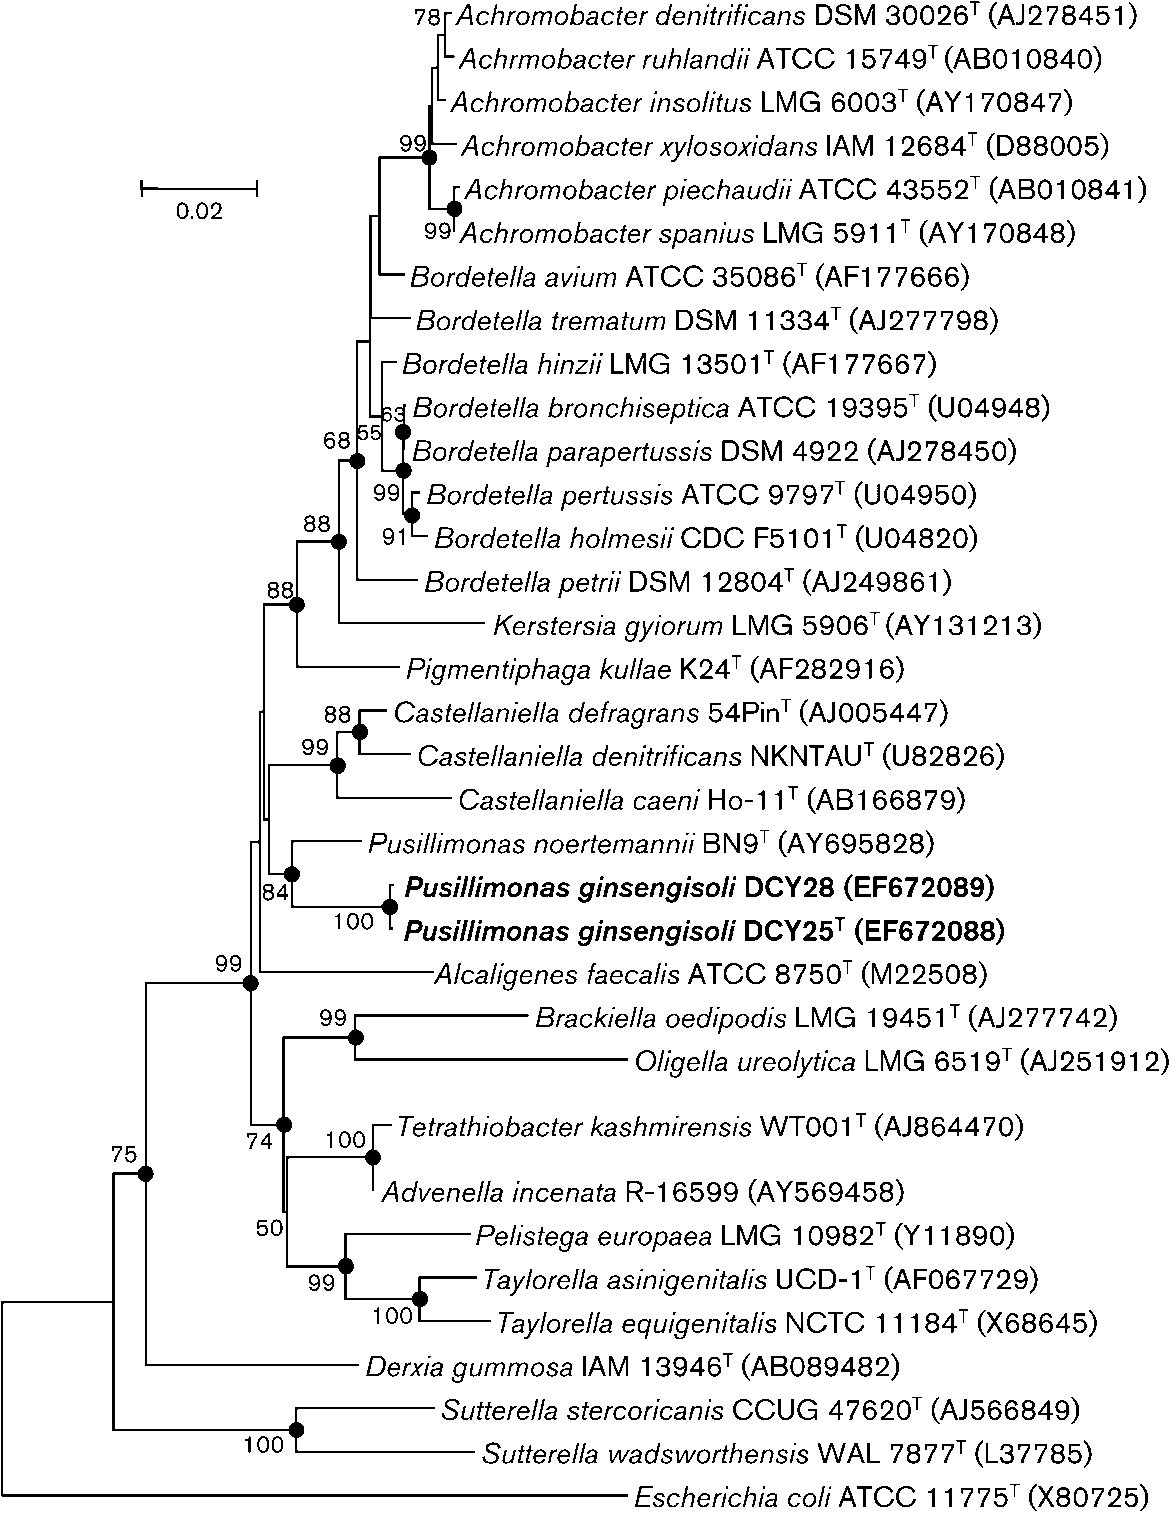 78 Achromobacter denitrificans DSM 30026T (AJ278451)
Achrmobacter ruhlandii ATCC 15749T (AB010840)
Achromobacter insolitus LMG 6003T (AY170847)
99 Achromobacter xylosoxidans IAM 12684T (D88005)
Achromobacter piechaudii ATCC 43552T (AB010841)
0.02
99 Achromobacter spanius LMG 5911T (AY170848)
Bordetella avium ATCC 35086T (AF177666)
Bordetella trematum DSM 11334T (AJ277798)
Bordetella hinzii LMG 13501T (AF177667)
63 Bordetella bronchiseptica ATCC 19395T (U04948)
68 55 Bordetella parapertussis DSM 4922 (AJ278450)
99 Bordetella pertussis ATCC 9797T (U04950)
88 91 Bordetella holmesii CDC F5101T (U04820)
88 Bordetella petrii DSM 12804T (AJ249861)
Kerstersia gyiorum LMG 5906T (AY131213)
Pigmentiphaga kullae K24T (AF282916)
88 Castellaniella defragrans 54PinT (AJ005447)
99 Castellaniella denitrificans NKNTAUT (U82826)
Castellaniella caeni Ho-11T (AB166879)
Pusillimonas noertemannii BN9T (AY695828)
84 Pusillimonas ginsengisoli DCY28 (EF672089)
100 Pusillimonas ginsengisoli DCY25T (EF672088)
99 Alcaligenes faecalis ATCC 8750T (M22508)
99 Brackiella oedipodis LMG 19451T (AJ277742)
Oligella ureolytica LMG 6519T (AJ251912)
74 100 Tetrathiobacter kashmirensis WT001T (AJ864470)
75 Advenella incenata R-16599 (AY569458)
50 Pelistega europaea LMG 10982T (Y11890)
99 Taylorella asinigenitalis UCD-1T (AF067729)
100 Taylorella equigenitalis NCTC 11184T (X68645)
Derxia gummosa IAM 13946T (AB089482)
Sutterella stercoricanis CCUG 47620T (AJ566849)
100 Sutterella wadsworthensis WAL 7877T (L37785)
Escherichia coli ATCC 11775T (X80725)